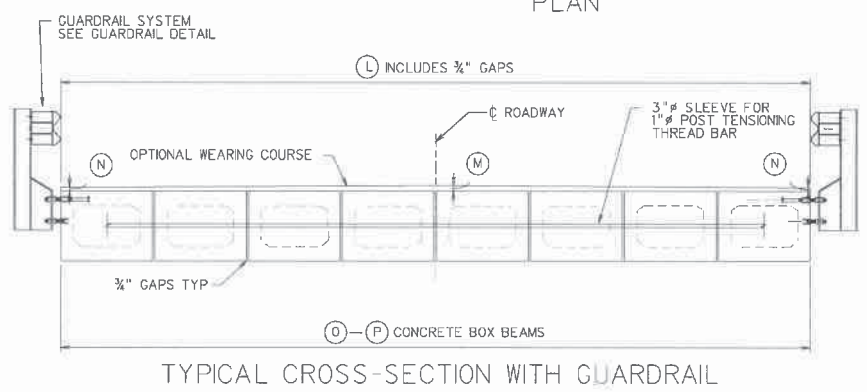 PLAN
GUARDRAIL SYSTEM
SEE GUARDRAIL DETAIL
L INCLUDES ¾" GAPS
℄ ROADWAY
3"ø SLEEVE FOR
1"ø POST TENSIONING
THREAD BAR
N
OPTIONAL WEARING COURSE
M
N
¾" GAPS TYP
O - P CONCRETE BOX BEAMS
TYPICAL CROSS-SECTION WITH GUARDRAIL